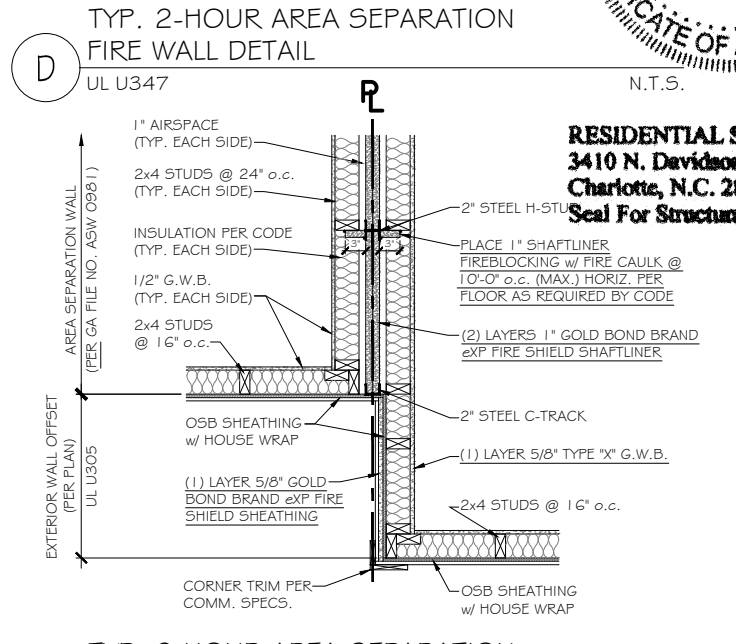 TYP. 2-HOUR AREA SEPARATION
FIRE WALL DETAIL
D
UL U347
N.T.S.
PL
1" AIRSPACE
(TYP. EACH SIDE)
2x4 STUDS @ 24" o.c.
(TYP. EACH SIDE)
INSULATION PER CODE
(TYP. EACH SIDE)
1/2" G.W.B.
(TYP. EACH SIDE)
2x4 STUDS
@ 16" o.c.
AREA SEPARATION WALL
(PER GA FILE NO. ASW 0981)
EXTERIOR WALL OFFSET
(PER PLAN)
UL U305
OSB SHEATHING
w/ HOUSE WRAP
(1) LAYER 5/8" GOLD
BOND BRAND eXP FIRE
SHIELD SHEATHING
CORNER TRIM PER
COMM. SPECS.
3"
3"
CATE OF
RESIDENTIAL S
3410 N. Davidson
Charlotte, N.C. 28
Seal For Structura
2" STEEL H-STUD
PLACE 1" SHAFTLINER
FIREBLOCKING w/ FIRE CAULK @
10'-0" o.c. (MAX.) HORIZ. PER
FLOOR AS REQUIRED BY CODE
(2) LAYERS 1" GOLD BOND BRAND
eXP FIRE SHIELD SHAFTLINER
2" STEEL C-TRACK
(1) LAYER 5/8" TYPE "X" G.W.B.
2x4 STUDS @ 16" o.c.
OSB SHEATHING
w/ HOUSE WRAP